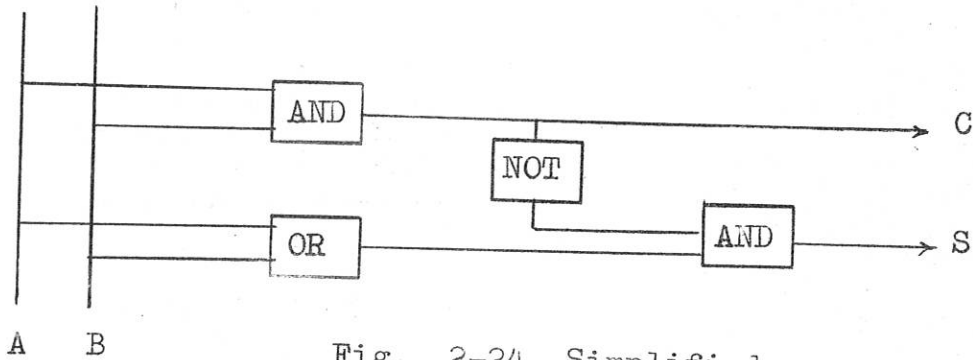 AND
C
NOT
OR
AND
S
A B
Fig. 2-24 Simplified